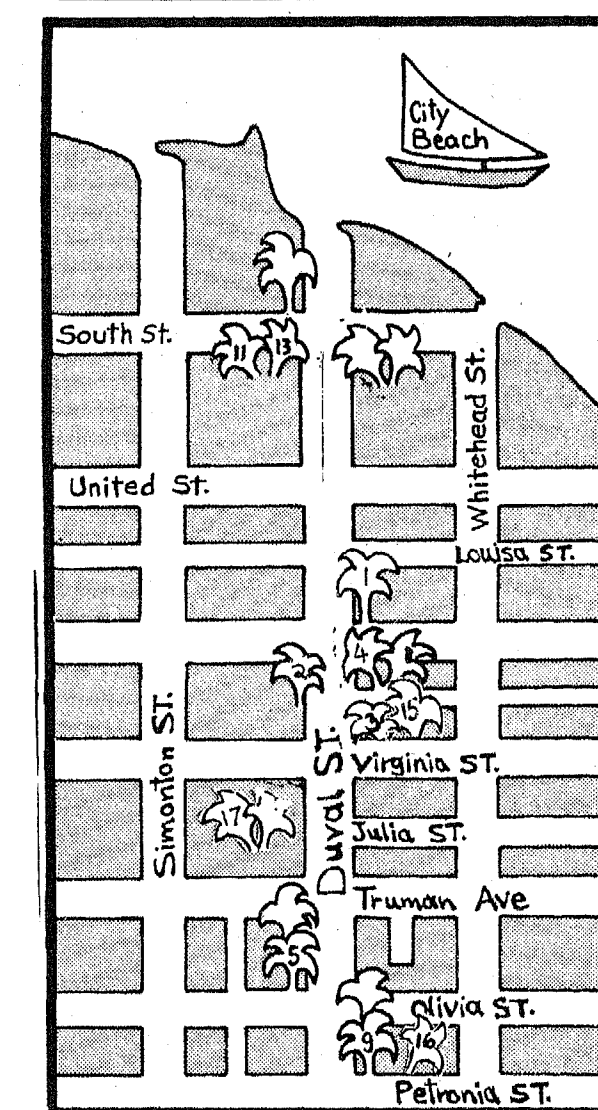 City
Beach
South St.
11
13
Whitehead St.
United St.
Louisa ST.
1
4
2
3
15
Simonton ST.
Duval ST.
Virginia ST.
17
Julia ST.
Truman Ave
5
Olivia ST.
9
16
Petronia ST.